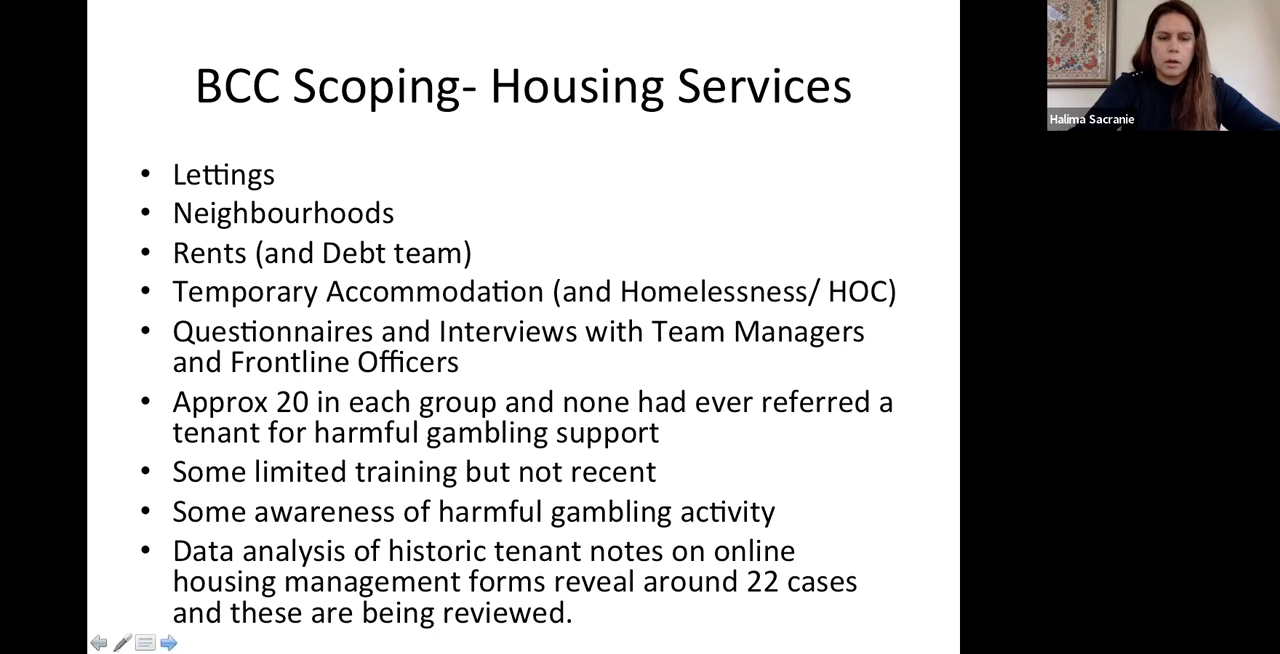 BCC Scoping- Housing Services
• Lettings
• Neighbourhoods
• Rents (and Debt team)
• Temporary Accommodation (and Homelessness/ HOC)
• Questionnaires and Interviews with Team Managers
and Frontline Officers
• Approx 20 in each group and none had ever referred a
tenant for harmful gambling support
• Some limited training but not recent
• Some awareness of harmful gambling activity
• Data analysis of historic tenant notes on online
housing management forms reveal around 22 cases
and these are being reviewed.
Halima Sacranie